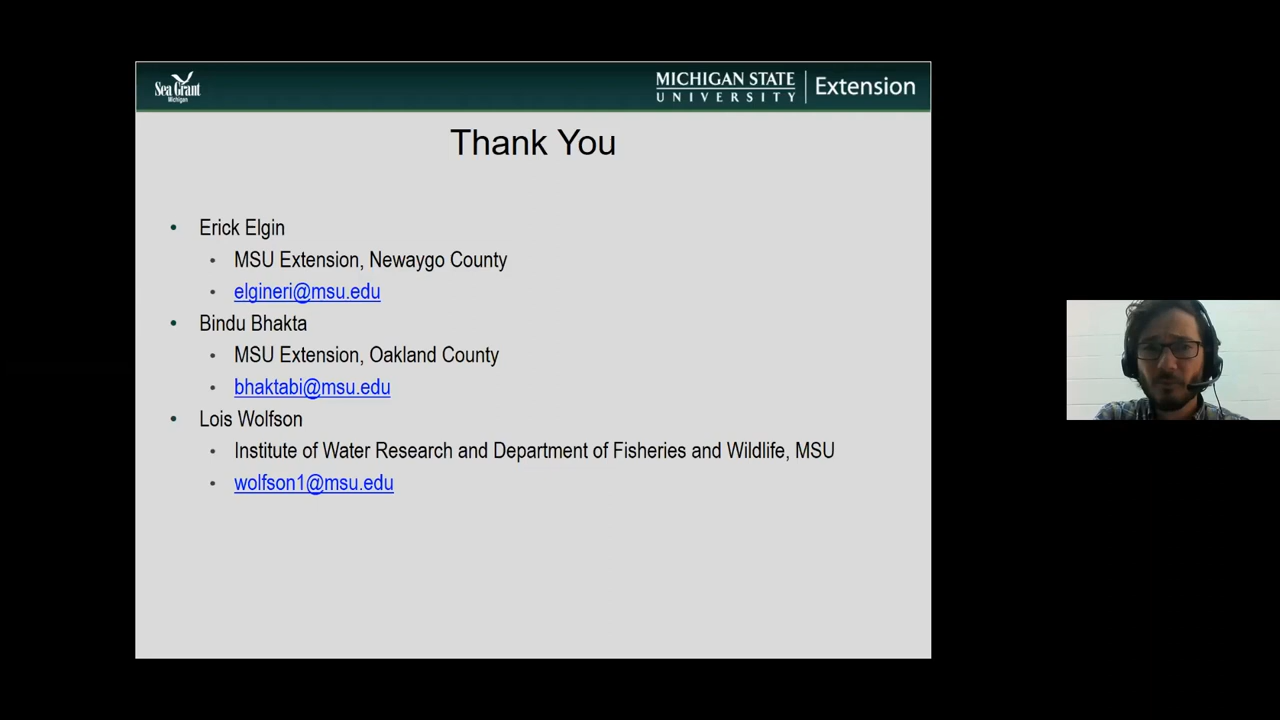 Sea Grant
Michigan
MICHIGAN STATE
UNIVERSITY
Extension
Thank You
• Erick Elgin
• MSU Extension, Newaygo County
• elgineri@msu.edu
• Bindu Bhakta
• MSU Extension, Oakland County
• bhaktabi@msu.edu
• Lois Wolfson
• Institute of Water Research and Department of Fisheries and Wildlife, MSU
• wolfson1@msu.edu